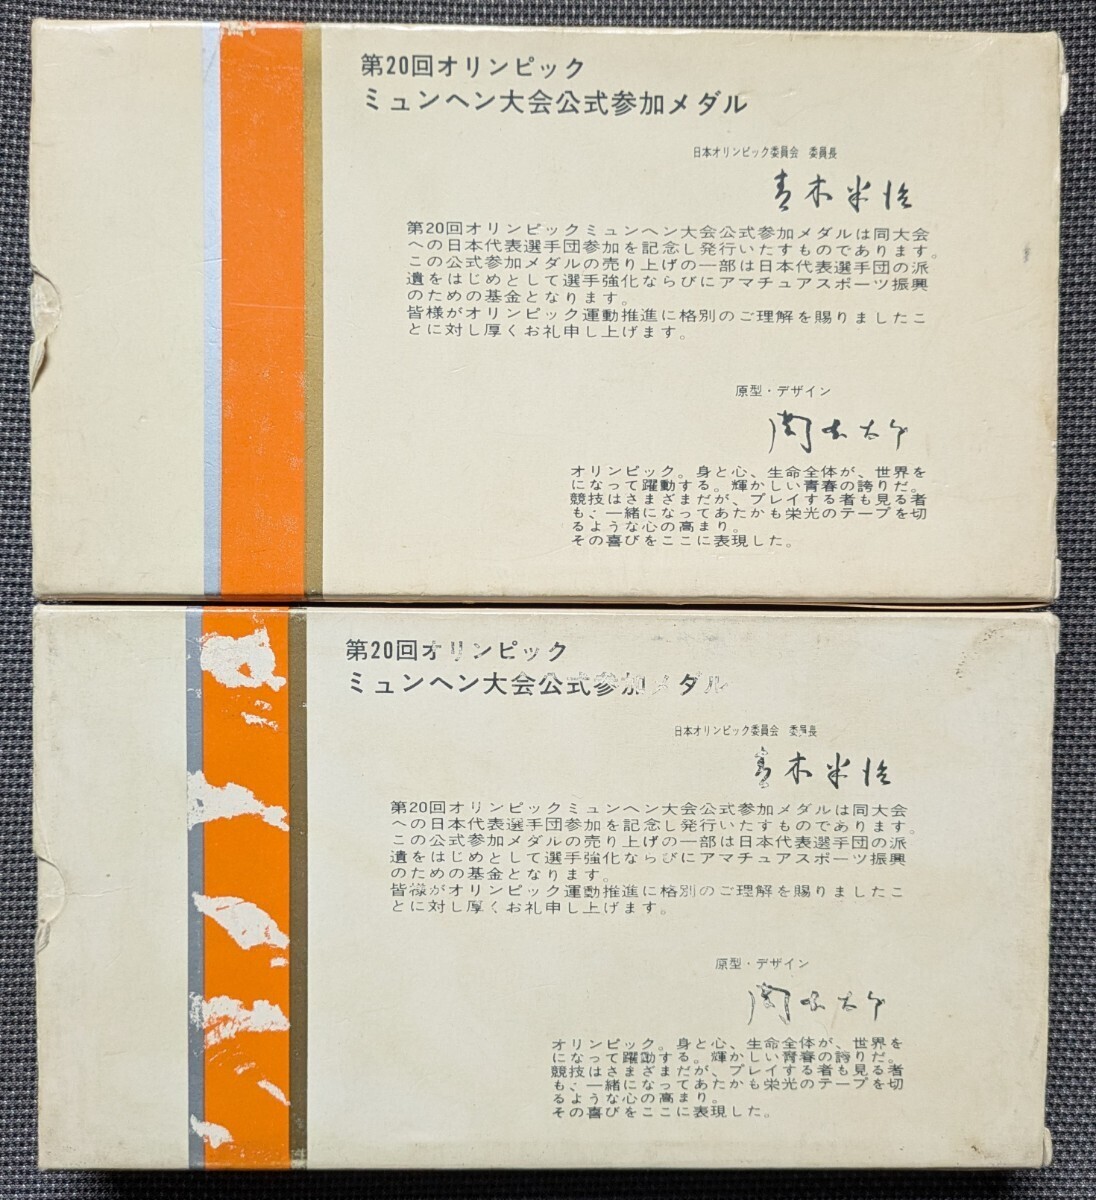 第20回オリンピック
ミュンヘン大会公式参加メダル
日本オリンピック委員会 委員長
青木半治
第20回オリンピックミュンヘン大会公式参加メダルは同大会
への日本代表選手団参加を記念し発行いたすものであります。
この公式参加メダルの売り上げの一部は日本代表選手団の派
遺をはじめとして選手強化ならびにアマチュアスポーツ振興
のための基金となります。
皆様がオリンピック運動推進に格別のご理解を賜りましたこ
とに対し厚くお礼申し上げます。
原型・デザイン
岡本太郎
オリンピック。身と心、生命全体が、世界を
になって躍動する。輝かしい青春の誇りだ。
競技はさまざまだが、プレイする者も見る者
も、一緒になってあたかも栄光のテープを切
るような心の高まり。
その喜びをここに表現した。
第20回オリンピック
ミュンヘン大会公式参加メダル
日本オリンピック委員会 委員長
青木半治
第20回オリンピックミュンヘン大会公式参加メダルは同大会
への日本代表選手団参加を記念し発行いたすものであります。
この公式参加メダルの売り上げの一部は日本代表選手団の派
遺をはじめとして選手強化ならびにアマチュアスポーツ振興
のための基金となります。
皆様がオリンピック運動推進に格別のご理解を賜りましたこ
とに対し厚くお礼申し上げます。
原型・デザイン
岡本太郎
オリンピック。身と心、生命全体が、世界を
になって躍動する。輝かしい青春の誇りだ。
競技はさまざまだが、プレイする者も見る者
も、一緒になってあたかも栄光のテープを切
るような心の高まり。
その喜びをここに表現した。